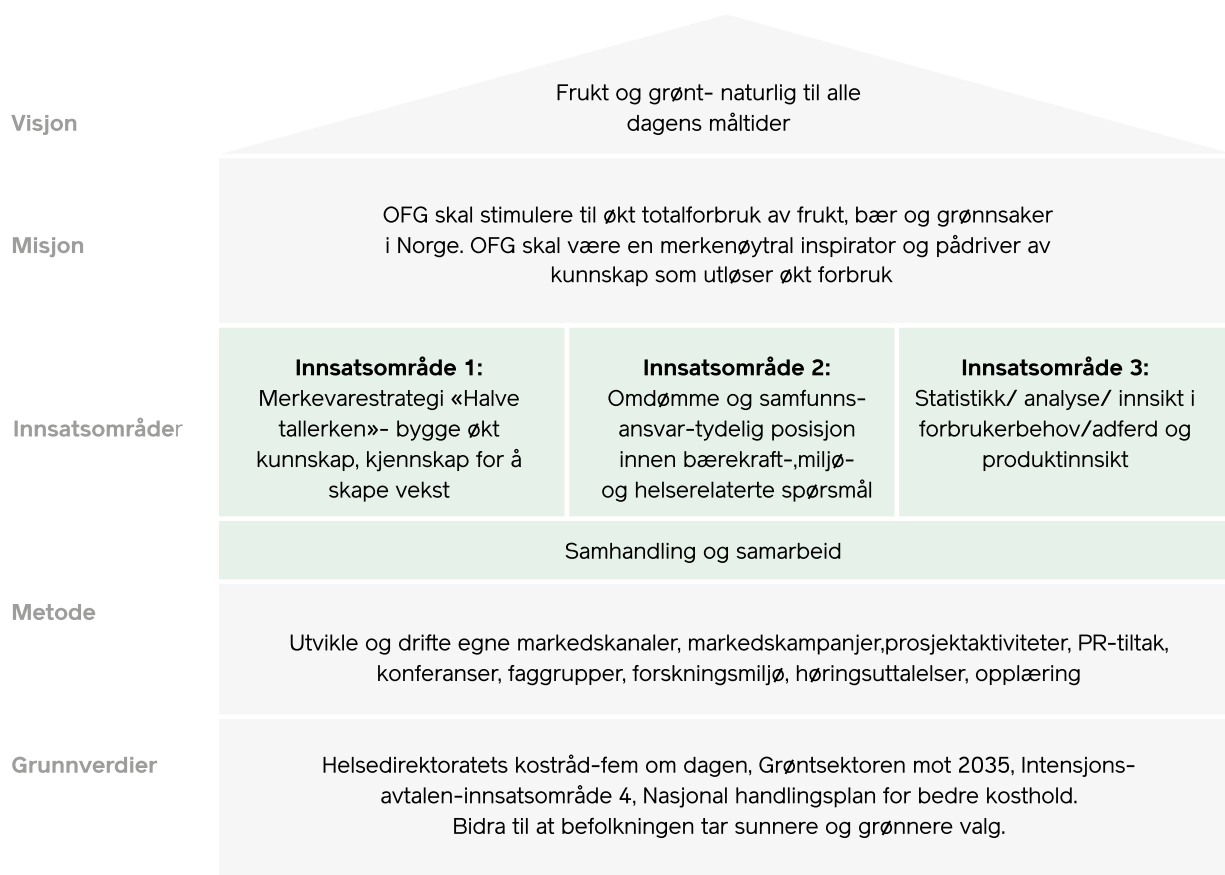 Visjon
Frukt og grønt- naturlig til alle
dagens måltider
Misjon
OFG skal stimulere til økt totalforbruk av frukt, bær og grønnsaker
i Norge. OFG skal være en merkenøytral inspirator og pådriver av
kunnskap som utløser økt forbruk
Innsatsområder
Innsatsområde 1:
Merkevarestrategi «Halve
tallerken»- bygge økt
kunnskap, kjennskap for å
skape vekst
Innsatsområde 2:
Omdømme og samfunns-
ansvar-tydelig posisjon
innen bærekraft-,miljø-
og helserelaterte spørsmål
Innsatsområde 3:
Statistikk/ analyse/ innsikt i
forbrukerbehov/adferd og
produktinnsikt
Samhandling og samarbeid
Metode
Utvikle og drifte egne markedskanaler, markedskampanjer,prosjektaktiviteter, PR-tiltak,
konferanser, faggrupper, forskningsmiljø, høringsuttalelser, opplæring
Grunnverdier
Helsedirektoratets kostråd-fem om dagen, Grøntsektoren mot 2035, Intensjons-
avtalen-innsatsområde 4, Nasjonal handlingsplan for bedre kosthold.
Bidra til at befolkningen tar sunnere og grønnere valg.